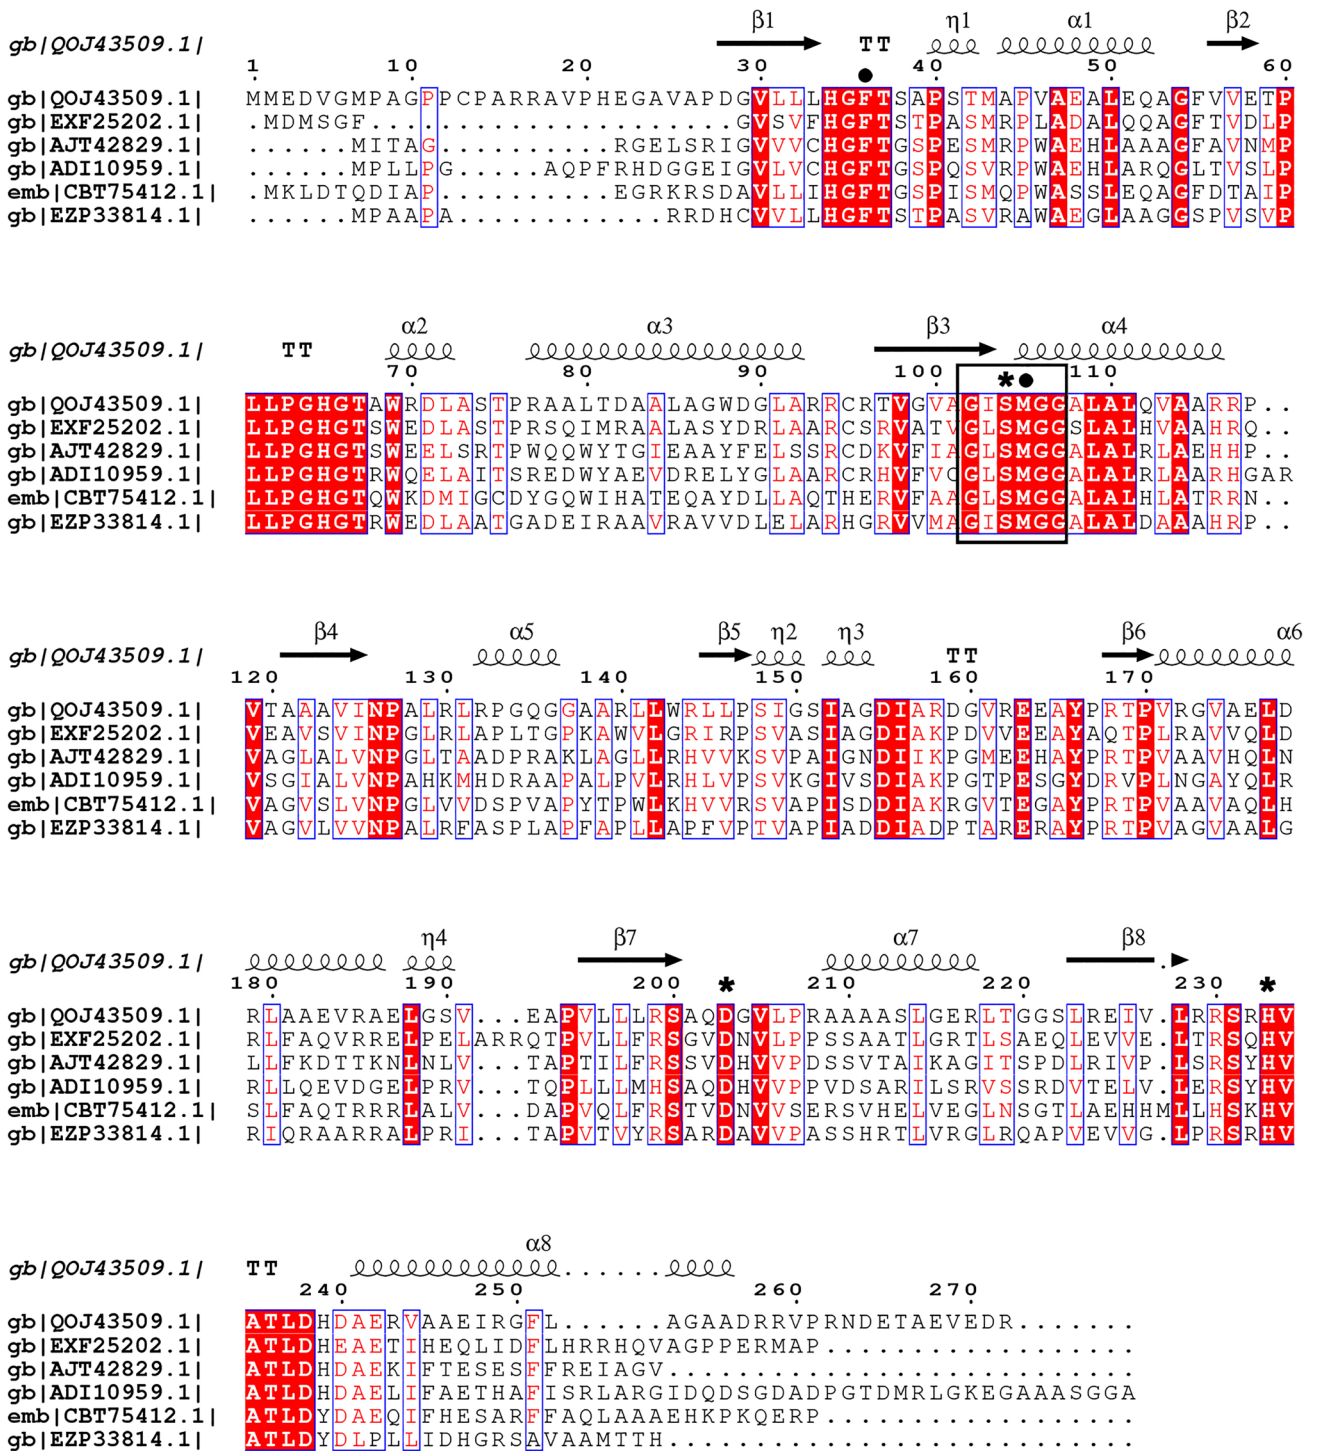 β1 η1 α1 β2
gb|QOJ43509.1| TT
1 10 20 30 40 50 60
gb|QOJ43509.1| MMEDVGMPAGPPCPARRAVPHEGAVAPDGVLLLHGFTSAPSTMAPVAEALEQAGFVVETP
gb|EXF25202.1| .MDMSGF.....................GVSVFHGFTSTPASMRPLADALQQAGFTVDLP
gb|AJT42829.1| ......MITAG..........RGELSRIGVVVCHGFTGSPESMRPWAEHLAAAGFAVNMP
gb|ADI10959.1| ......MPLLPG.....AQPFRHDGGEIGVLVCHGFTGSPQSVRPWAEHLARQGLTVSLP
emb|CBT75412.1| .MKLDTQDIAP.........EGRKRSDAVLLIHGFTGSPISMQPWASSLEQAGFDTAIP
gb|EZP33814.1| ......MPAAPA............RRDHCVVLLHGFTSTPASVRAWAEGLAAGGSPVSVP
α2 α3 β3 α4
gb|QOJ43509.1| TT
70 80 90 100 110
*
gb|QOJ43509.1| LLPGHGTAWRDLASTPRAALTDAALAGWDGLARRCRTVGVAGISMGGALALQVAARRP..
gb|EXF25202.1| LLPGHGTSWEDLASTPRSQIMRAALASYDRLAARCSRVATVGLSMGGSLALHVAAHRQ..
gb|AJT42829.1| LLPGHGTSWEELSRTPWQQWYTGIEAAYFELSSRCDKVFIAGLSMGGALALRLAEHHP..
gb|ADI10959.1| LLPGHGTRWQELAITSREDWYAEVDRELYGLAARCRHVFVCGLSMGGALALRLAARHGAR
emb|CBT75412.1| LLPGHGTQWKDMIGCDYGQWIHATEQAYDLLAQTHERVFAAGLSMGGALALHLATRRN..
gb|EZP33814.1| LLPGHGTRWEDLAATGADEIRAAVRAVVDLELARHGRVVMAGISMGGALALDAAAHRP..
β4 α5 β5 η2 η3 β6 α6
gb|QOJ43509.1| TT
120 130 140 150 160 170
gb|QOJ43509.1| VTAAAVINPALRLRPGQGGAARLLWRLLPSIGSIAGDIARDGVREEAYPRTPVRGVAELD
gb|EXF25202.1| VEAVSVINPGLRLAPLTGPKAWVLGRIRPSVASIAGDIAKPDVVEEAYAQTPLRAVVQLD
gb|AJT42829.1| VAGLALVNPGLTAADPRAKLAGLLRHVVKSVPAIGNDIIKPGMEEHAYPRTPVAAVHQLN
gb|ADI10959.1| VSGIALVNPAHKMHDRAAPALPVLRHLVPSVKGIVSDIAKPGTPESGYDRVPLNGAYQLR
emb|CBT75412.1| VAGVSLVNPGLVVDSPVAPYTPWLKHVVRSVAPISDDIAKRGVTEGAYPRTPVAAVAQLH
gb|EZP33814.1| VAGVLVVNPALRFASPLAPFAPLLAPFVPTVAPIADDIADPTARERAYPRTPVAGVAALG
η4 β7 α7 β8
gb|QOJ43509.1| .
180 190 200 210 220 230
* *
gb|QOJ43509.1| RLAAEVRAELGSV...EAPVLLLRSAQDGVLPRAAAASLGERLTGGSLREIV.LRRSRHV
gb|EXF25202.1| RLFAQVRRELPELARRQTPVLLFRSGVDNVLPPSSAATLGRTLSAEQLEVVE.LTRSQHV
gb|AJT42829.1| LLFKDTTKNLNLV...TAPTILFRSSVDHVVPDSSVTAIKAGITSPDLRIVP.LSRSYHV
gb|ADI10959.1| RLLQEVDGELPRV...TQPLLLMHSAQDHVVPPVDSARILSRVSSRDVTELV.LERSYHV
emb|CBT75412.1| SLFAQTRRRLALV...DAPVQLFRSTVDNVVSERSVHELVEGLNSGTLAEHHMLLHSKHV
gb|EZP33814.1| RIQRAARRALPRI...TAPVTVYRSARDAVVPASSHRTLVRGLRQAPVEVVG.LPRSRHV
α8
gb|QOJ43509.1| TT ......
240 250 260 270
gb|QOJ43509.1| ATLDHDAERVAAEIRGFL......AGAADRRVPRNDETAEVEDR.......
gb|EXF25202.1| ATLDHEAETIHEQLIDFLHRRHQVAGPPERMAP..................
gb|AJT42829.1| ATLDHDAEKIFTESESFFREIAGV...........................
gb|ADI10959.1| ATLDHDAELIFAETHAFISRLARGIDQDSGDADPGTDMRLGKEGAAASGGA
emb|CBT75412.1| ATLDYDAEQIFHESARFFAQLAAAEHKPKQERP..................
gb|EZP33814.1| ATLDYDLPLLIDHGRSAVAAMTTH...........................